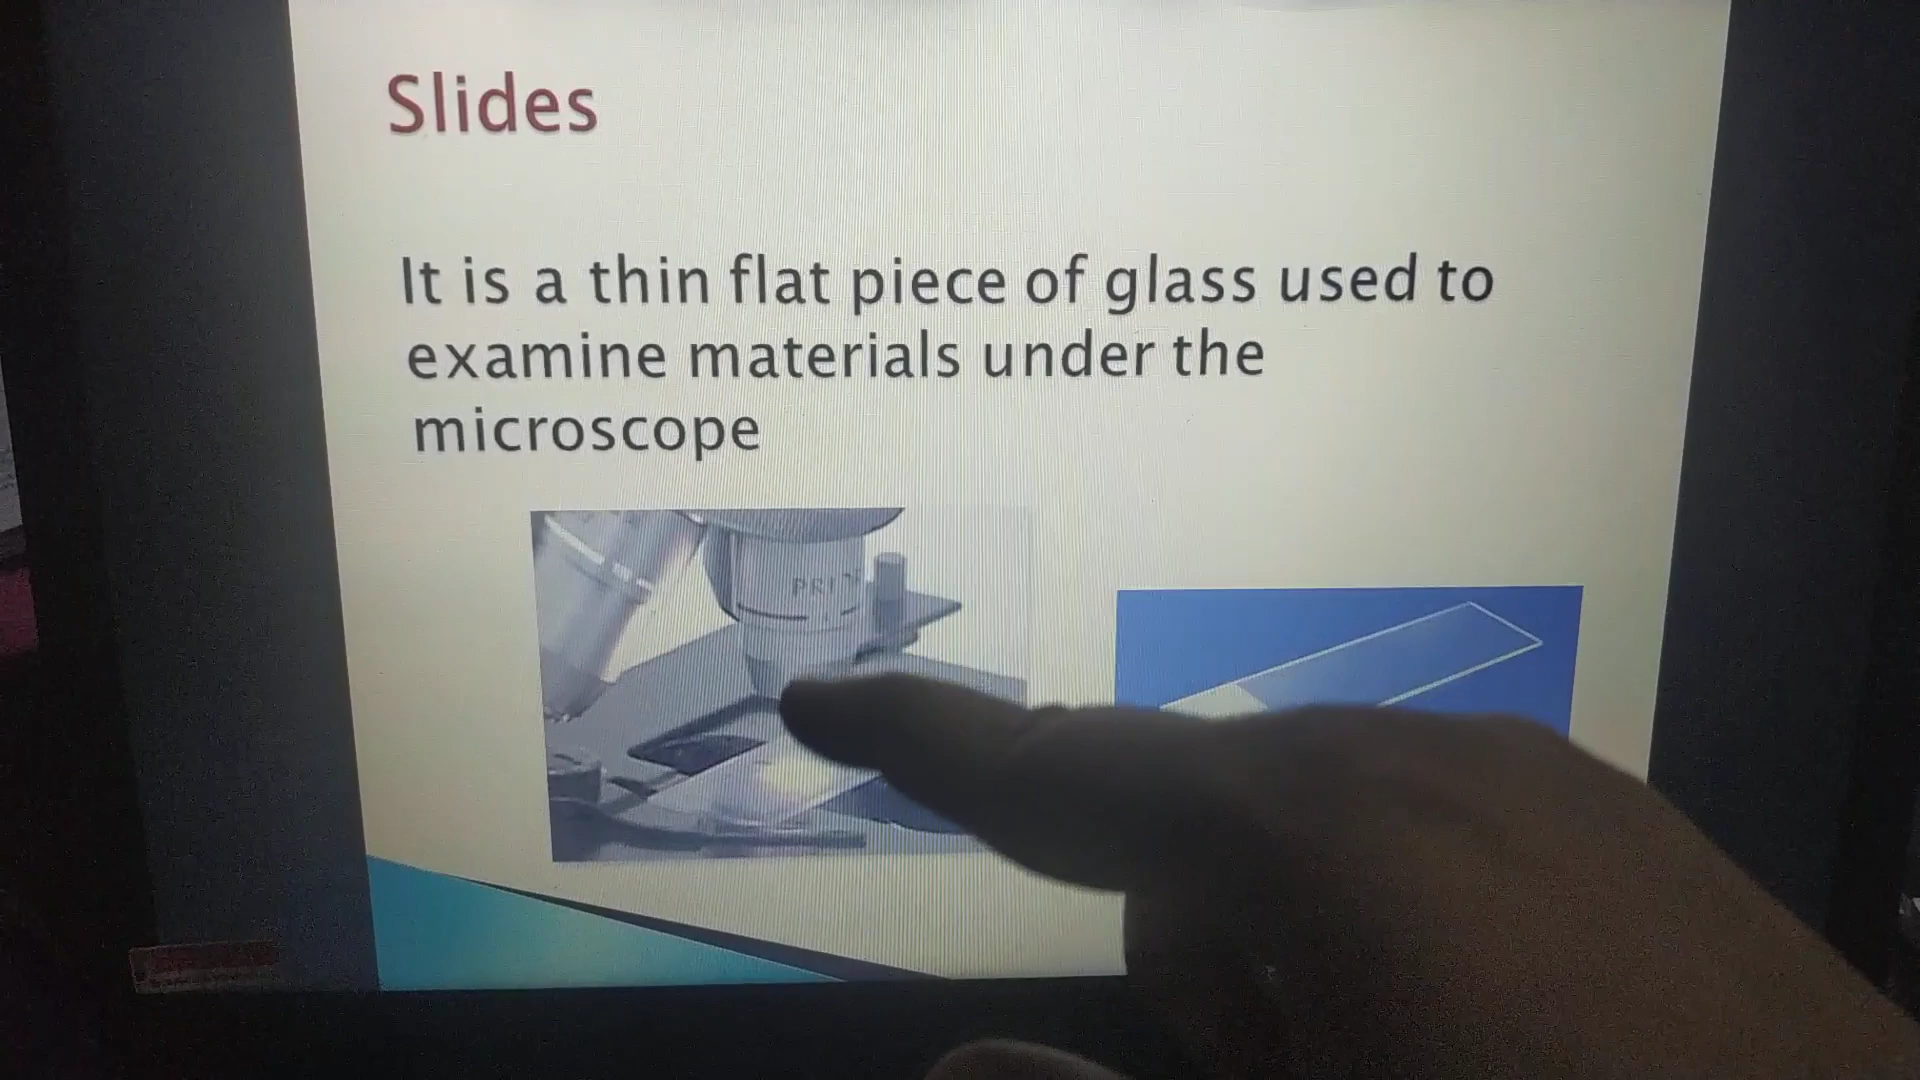 Slides
It is a thin flat piece of glass used to
examine materials under the
microscope